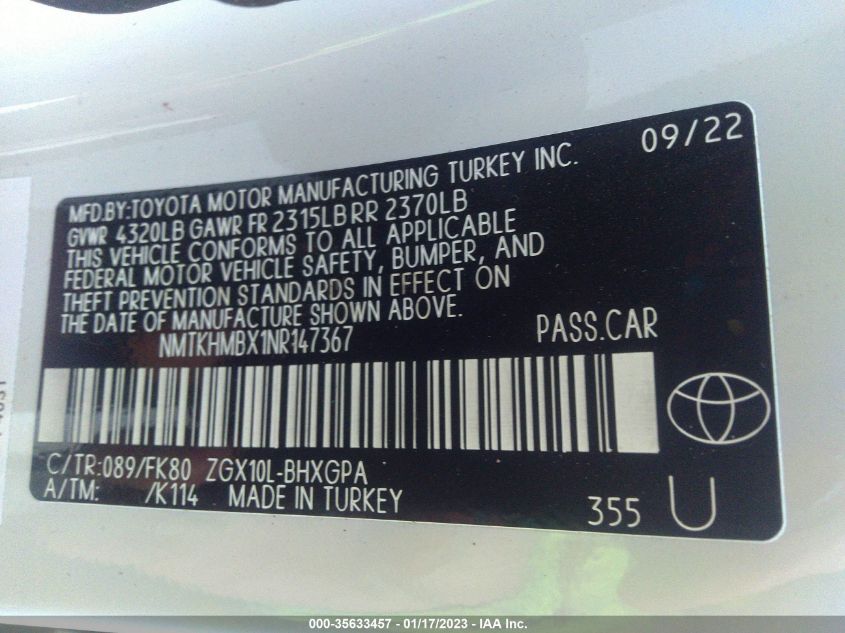 09/22
MFD.BY:TOYOTA MOTOR MANUFACTURING TURKEY INC.
GVWR 4320LB GAWR FR 2315LB RR 2370LB
THIS VEHICLE CONFORMS TO ALL APPLICABLE
FEDERAL MOTOR VEHICLE SAFETY, BUMPER, AND
THEFT PREVENTION STANDARDS IN EFFECT ON
THE DATE OF MANUFACTURE SHOWN ABOVE.
NMTKHMBX1NR147367 PASS.CAR
C/TR:089/FK80 ZGX10L-BHXGPA
A/TM: /K114 MADE IN TURKEY 355 U
000-35633457 - 01/17/2023 - IAA Inc.